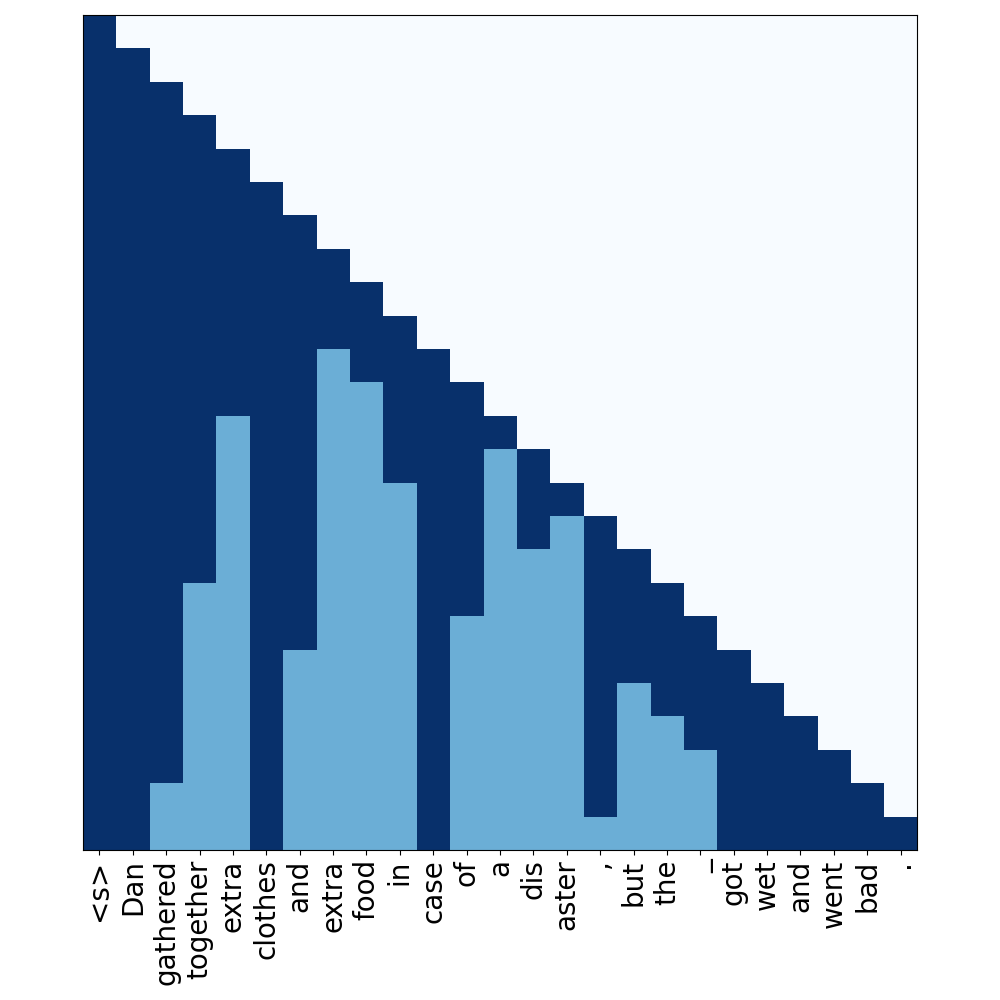 <s> Dan gathered together extra clothes and extra food in case of a dis aster , but the _ got wet and went bad .